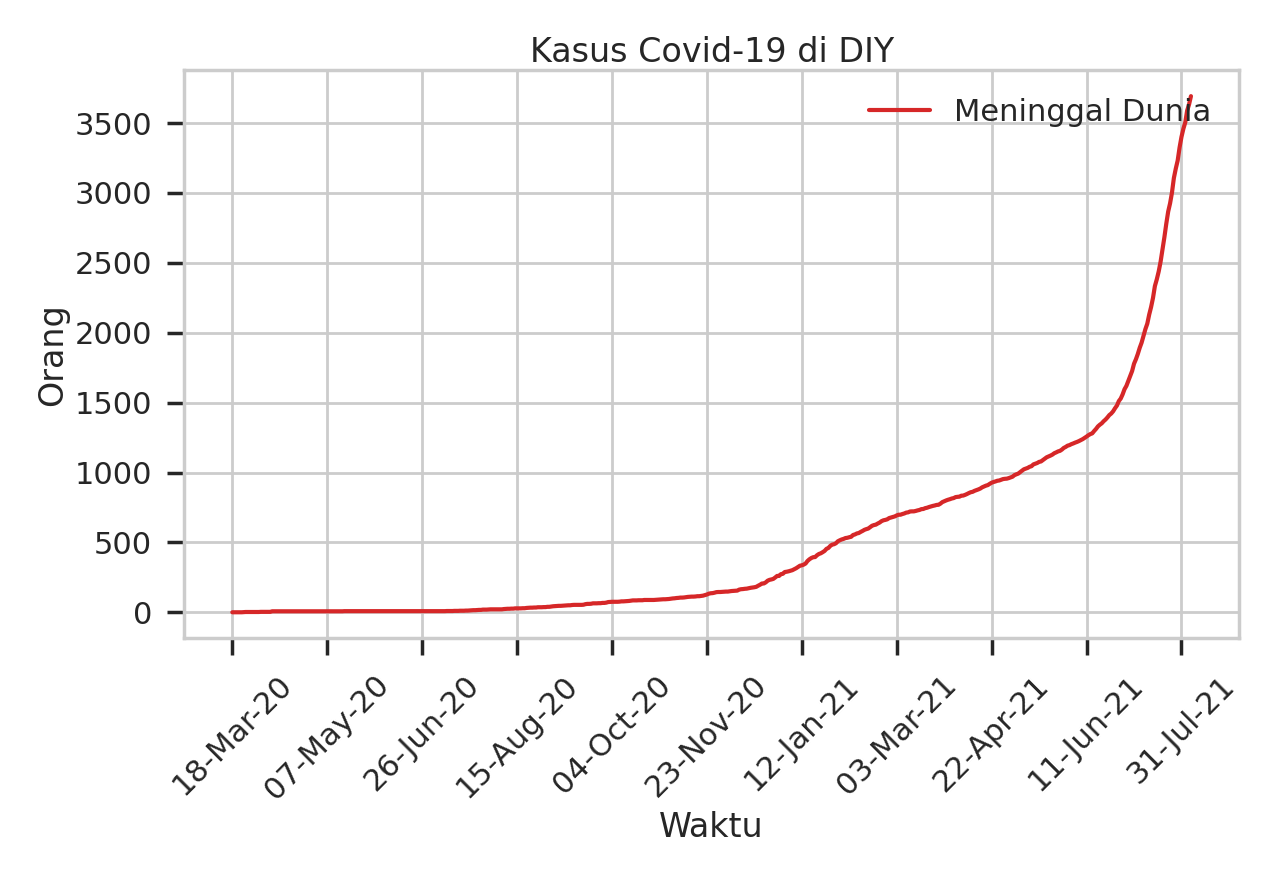 Kasus Covid-19 di DIY
Meninggal Dunia
3500
3000
2500
2000
1500
1000
500
0
Orang
18-Mar-20
07-May-20
26-Jun-20
15-Aug-20
04-Oct-20
23-Nov-20
12-Jan-21
03-Mar-21
22-Apr-21
11-Jun-21
31-Jul-21
Waktu